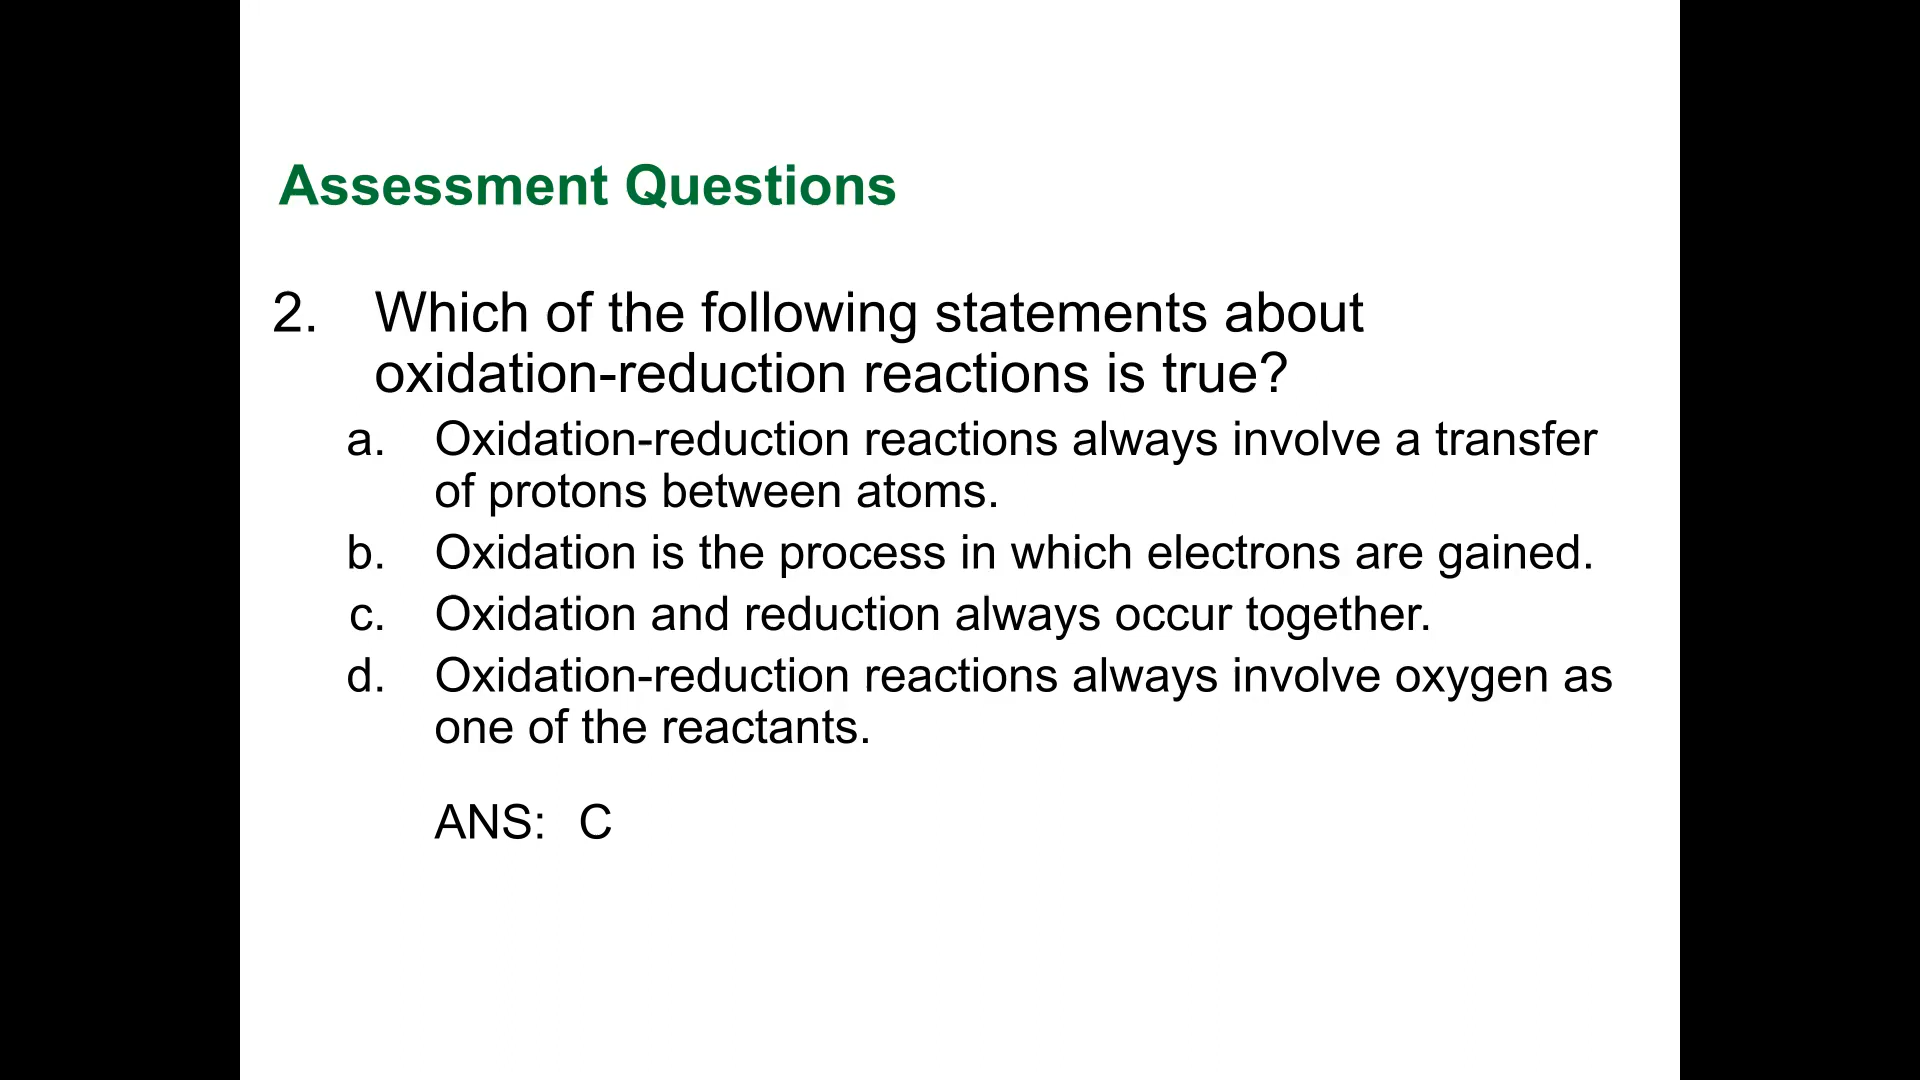 Assessment Questions
2. Which of the following statements about
oxidation-reduction reactions is true?
a. Oxidation-reduction reactions always involve a transfer
of protons between atoms.
b. Oxidation is the process in which electrons are gained.
c. Oxidation and reduction always occur together.
d. Oxidation-reduction reactions always involve oxygen as
one of the reactants.
ANS: C